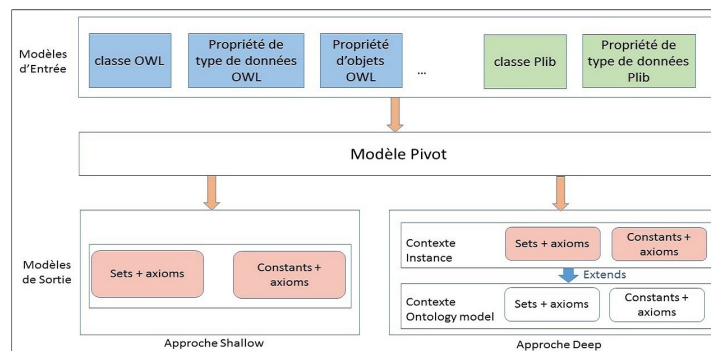 Modèles
d'Entrée
classe OWL
Propriété de
type de données
OWL
Propriété
d'objets
OWL
...
classe Plib
Propriété de
type de données
Plib
Modèle Pivot
Modèles
de Sortie
Sets + axioms
Constants +
axioms
Approche Shallow
Contexte
Instance
Sets + axioms
Constants +
axioms
Extends
Contexte
Ontology model
Sets + axioms
Constants +
axioms
Approche Deep